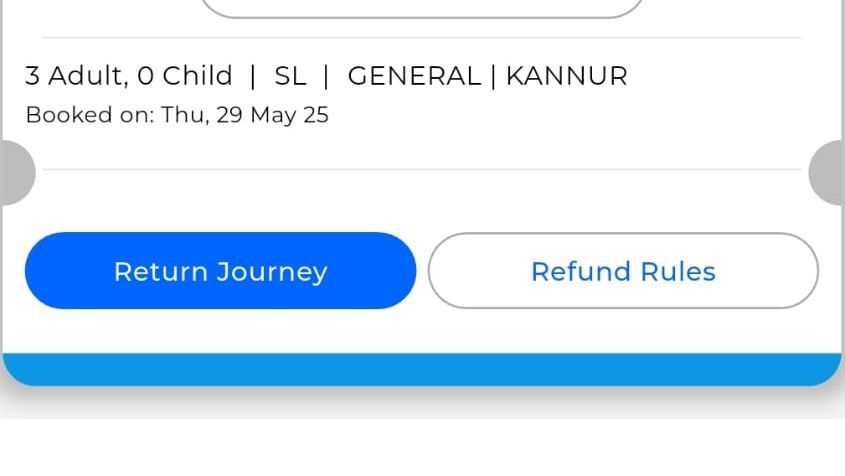 3 Adult, 0 Child | SL | GENERAL | KANNUR
Booked on: Thu, 29 May 25
Return Journey
Refund Rules